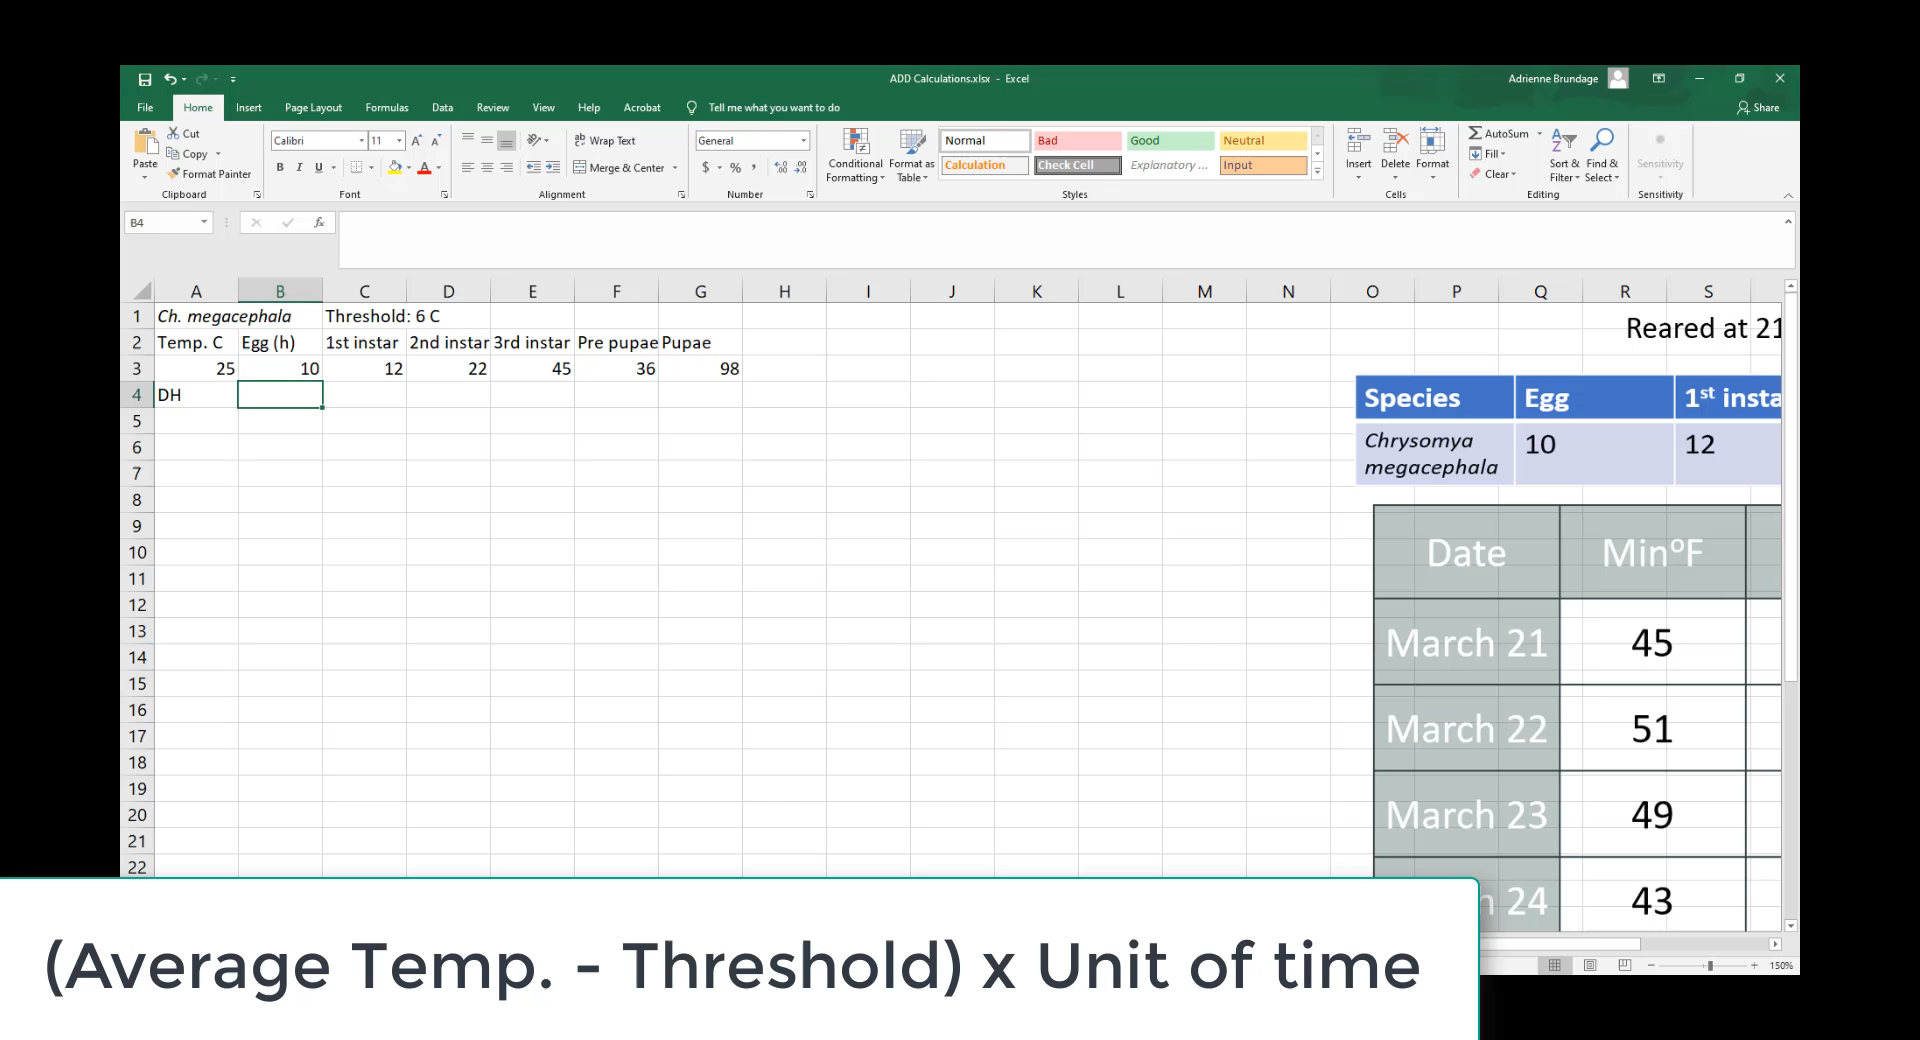 ADD Calculations.xlsx - Excel
Adrienne Brundage
File Home Insert Page Layout Formulas Data Review View Help Acrobat Tell me what you want to do
Share
Paste
Cut
Copy
Format Painter
Clipboard
Calibri 11
B I U
Font
Wrap Text
Merge & Center
Alignment
General
$ % ,
Number
Conditional Formatting
Format as Table
Normal Bad Good Neutral
Calculation Check Cell Explanatory ... Input
Styles
Insert Delete Format
Cells
AutoSum
Fill
Clear
Sort & Filter
Find & Select
Editing
Sensitivity
Sensitivity
B4
fx
A B C D E F G H I J K L M N O P Q R S
1 Ch. megacephala Threshold: 6 C
2 Temp. C Egg (h) 1st instar 2nd instar 3rd instar Pre pupae Pupae
3 25 10 12 22 45 36 98
4 DH
5
6
7
8
9
10
11
12
13
14
15
16
17
18
19
20
21
22
Reared at 21
Species Egg 1st insta
Chrysomya megacephala 10 12
Date MinºF
March 21 45
March 22 51
March 23 49
24 43
150%
(Average Temp. - Threshold) x Unit of time